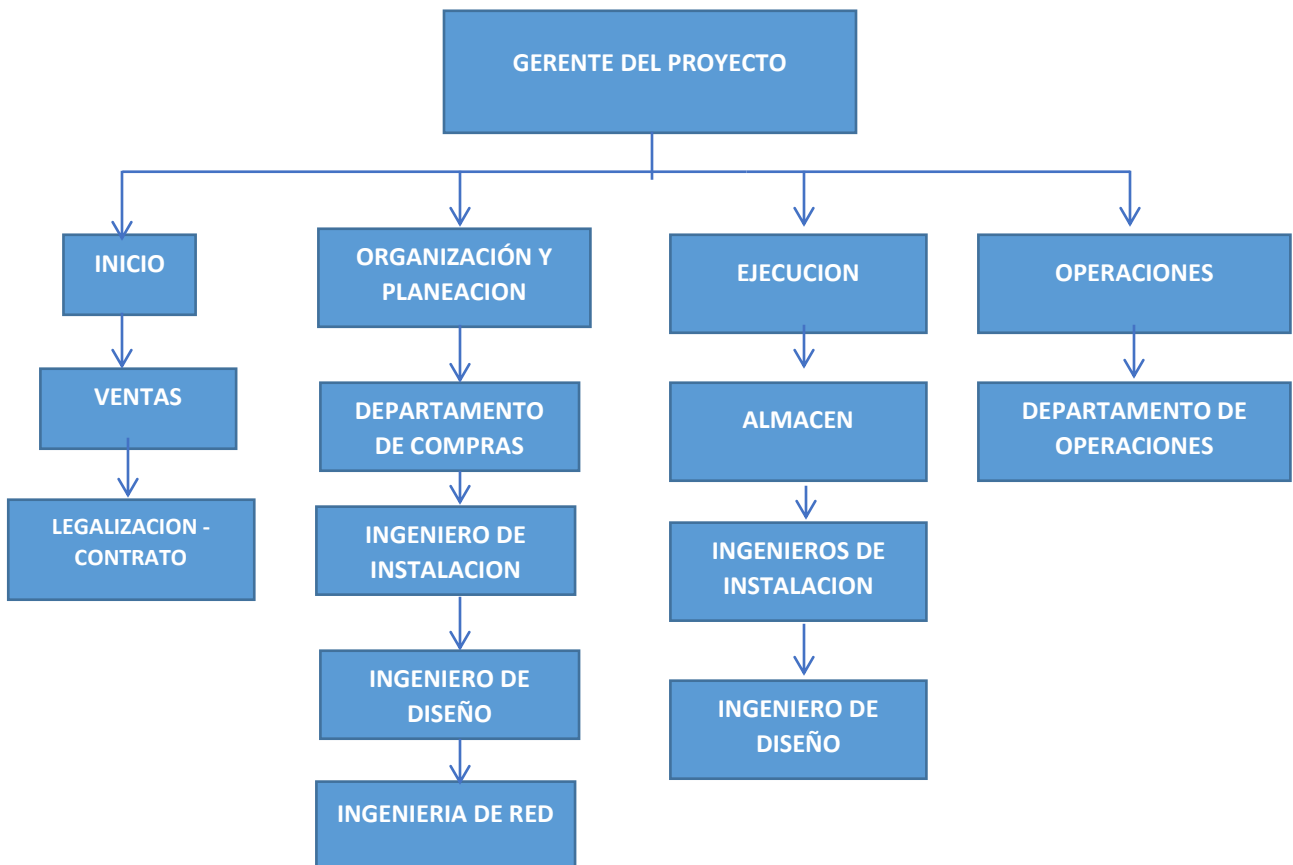 GERENTE DEL PROYECTO
INICIO
VENTAS
LEGALIZACION -
CONTRATO
ORGANIZACIÓN Y
PLANEACION
DEPARTAMENTO
DE COMPRAS
INGENIERO DE
INSTALACION
INGENIERO DE
DISEÑO
INGENIERIA DE RED
EJECUCION
ALMACEN
INGENIEROS DE
INSTALACION
INGENIERO DE
DISEÑO
OPERACIONES
DEPARTAMENTO DE
OPERACIONES